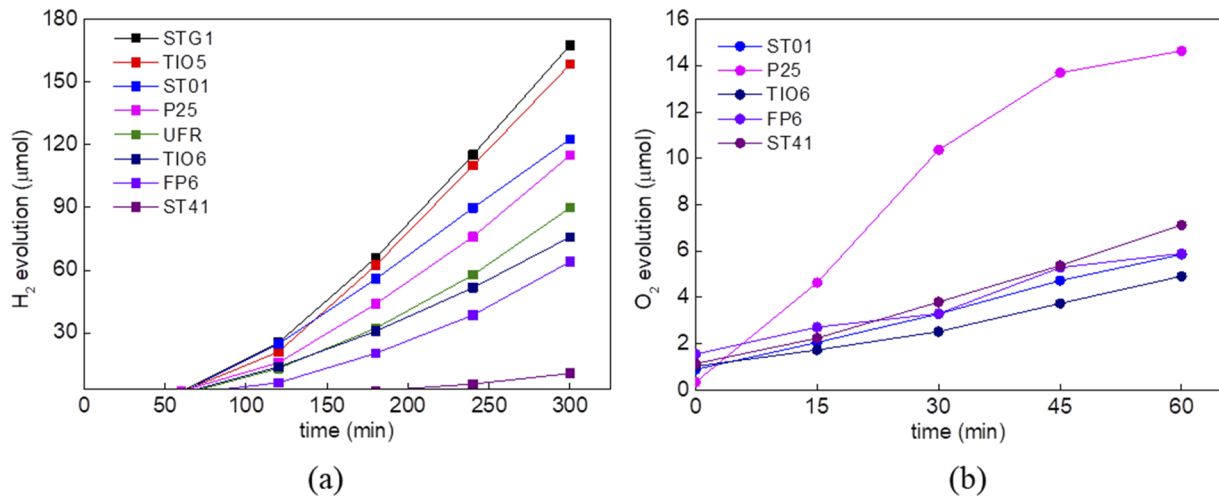 180
150
120
90
60
30
H₂ evolution (μmol)
STG1
TIO5
ST01
P25
UFR
TIO6
FP6
ST41
0 50 100 150 200 250 300
time (min)
(a)
16
14
12
10
8
6
4
2
0
O₂ evolution (μmol)
ST01
P25
TIO6
FP6
ST41
0 15 30 45 60
time (min)
(b)